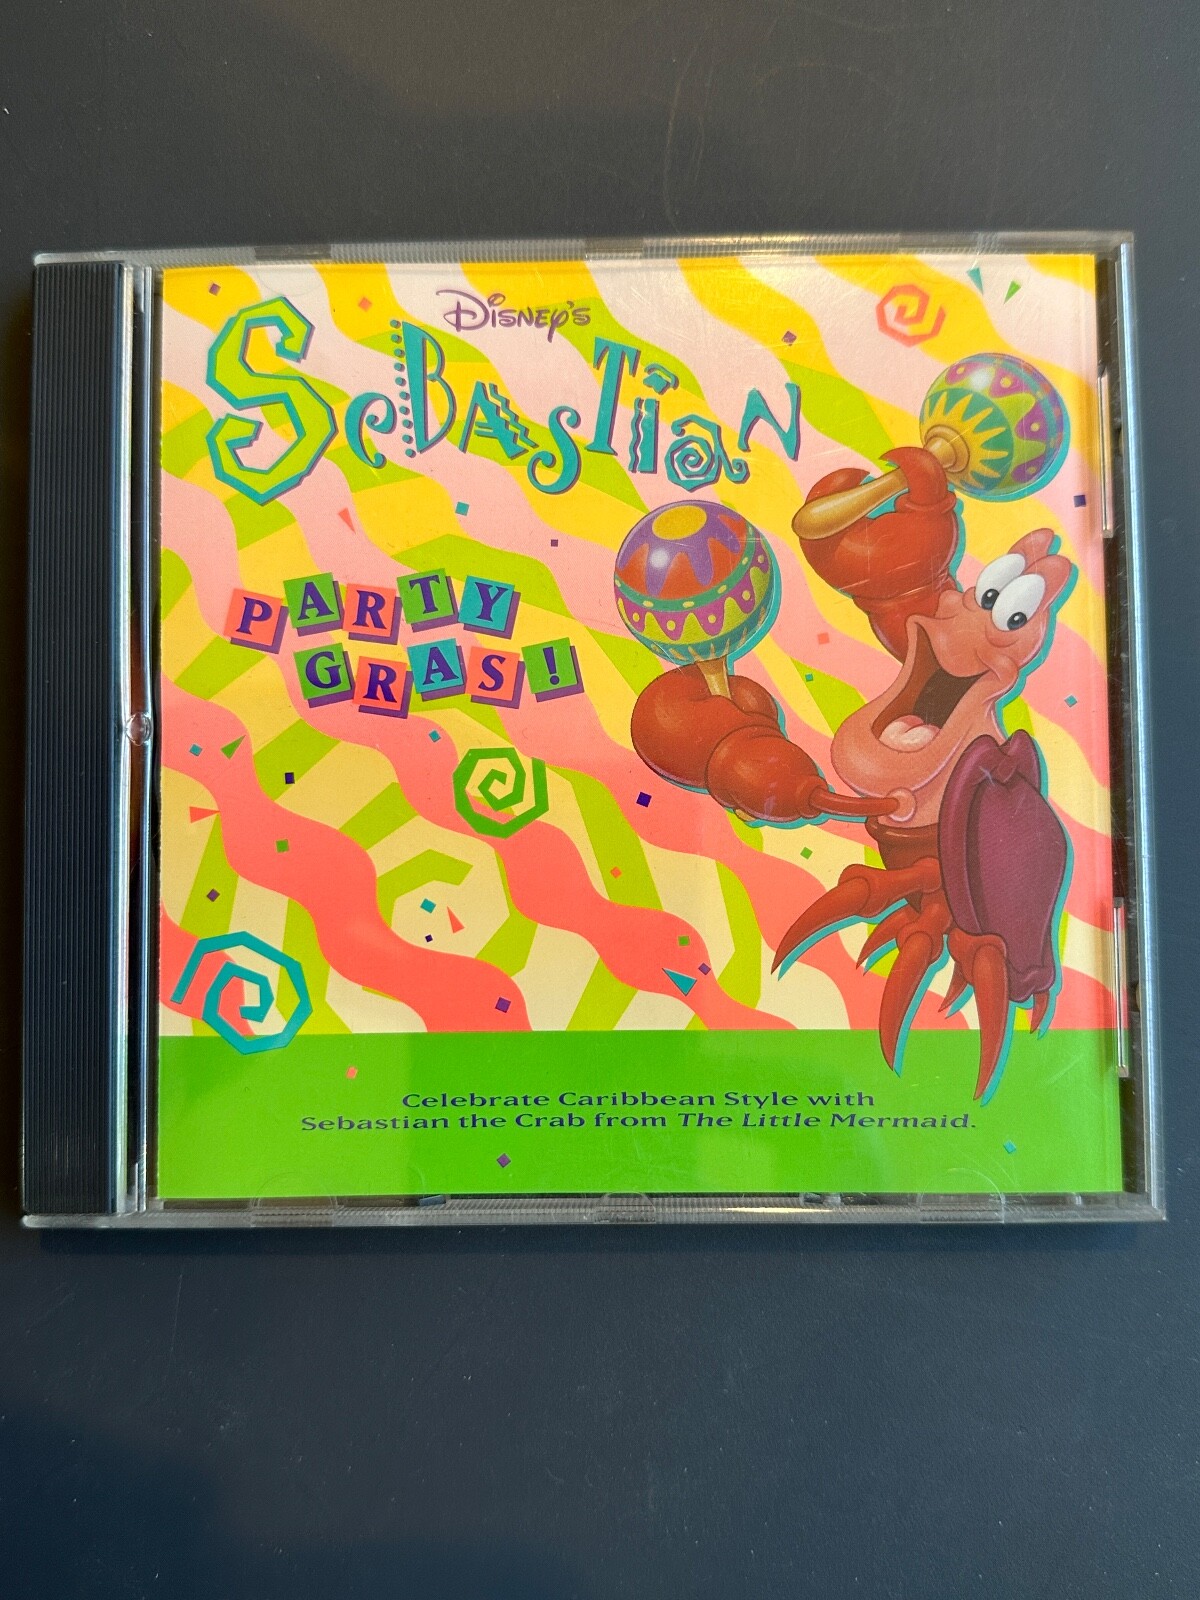 Disney's
Sebastian
PARTY
GRAS!
Celebrate Caribbean Style with
Sebastian the Crab from The Little Mermaid.